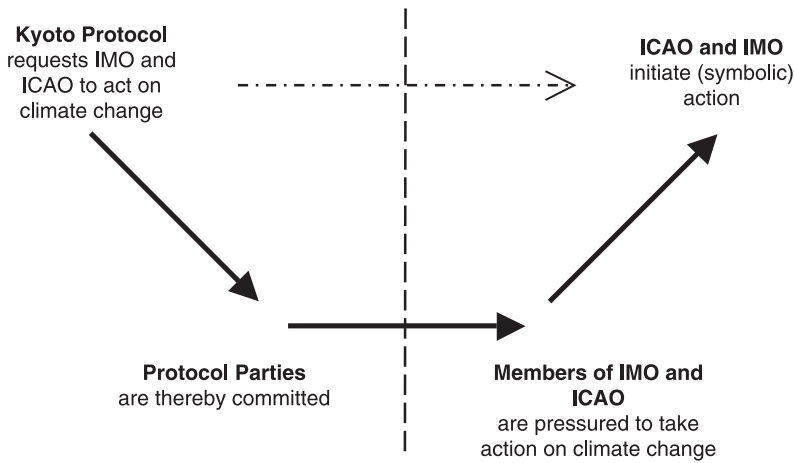 Kyoto Protocol
requests IMO and
ICAO to act on
climate change
ICAO and IMO
initiate (symbolic)
action
Protocol Parties
are thereby committed
Members of IMO and
ICAO
are pressured to take
action on climate change